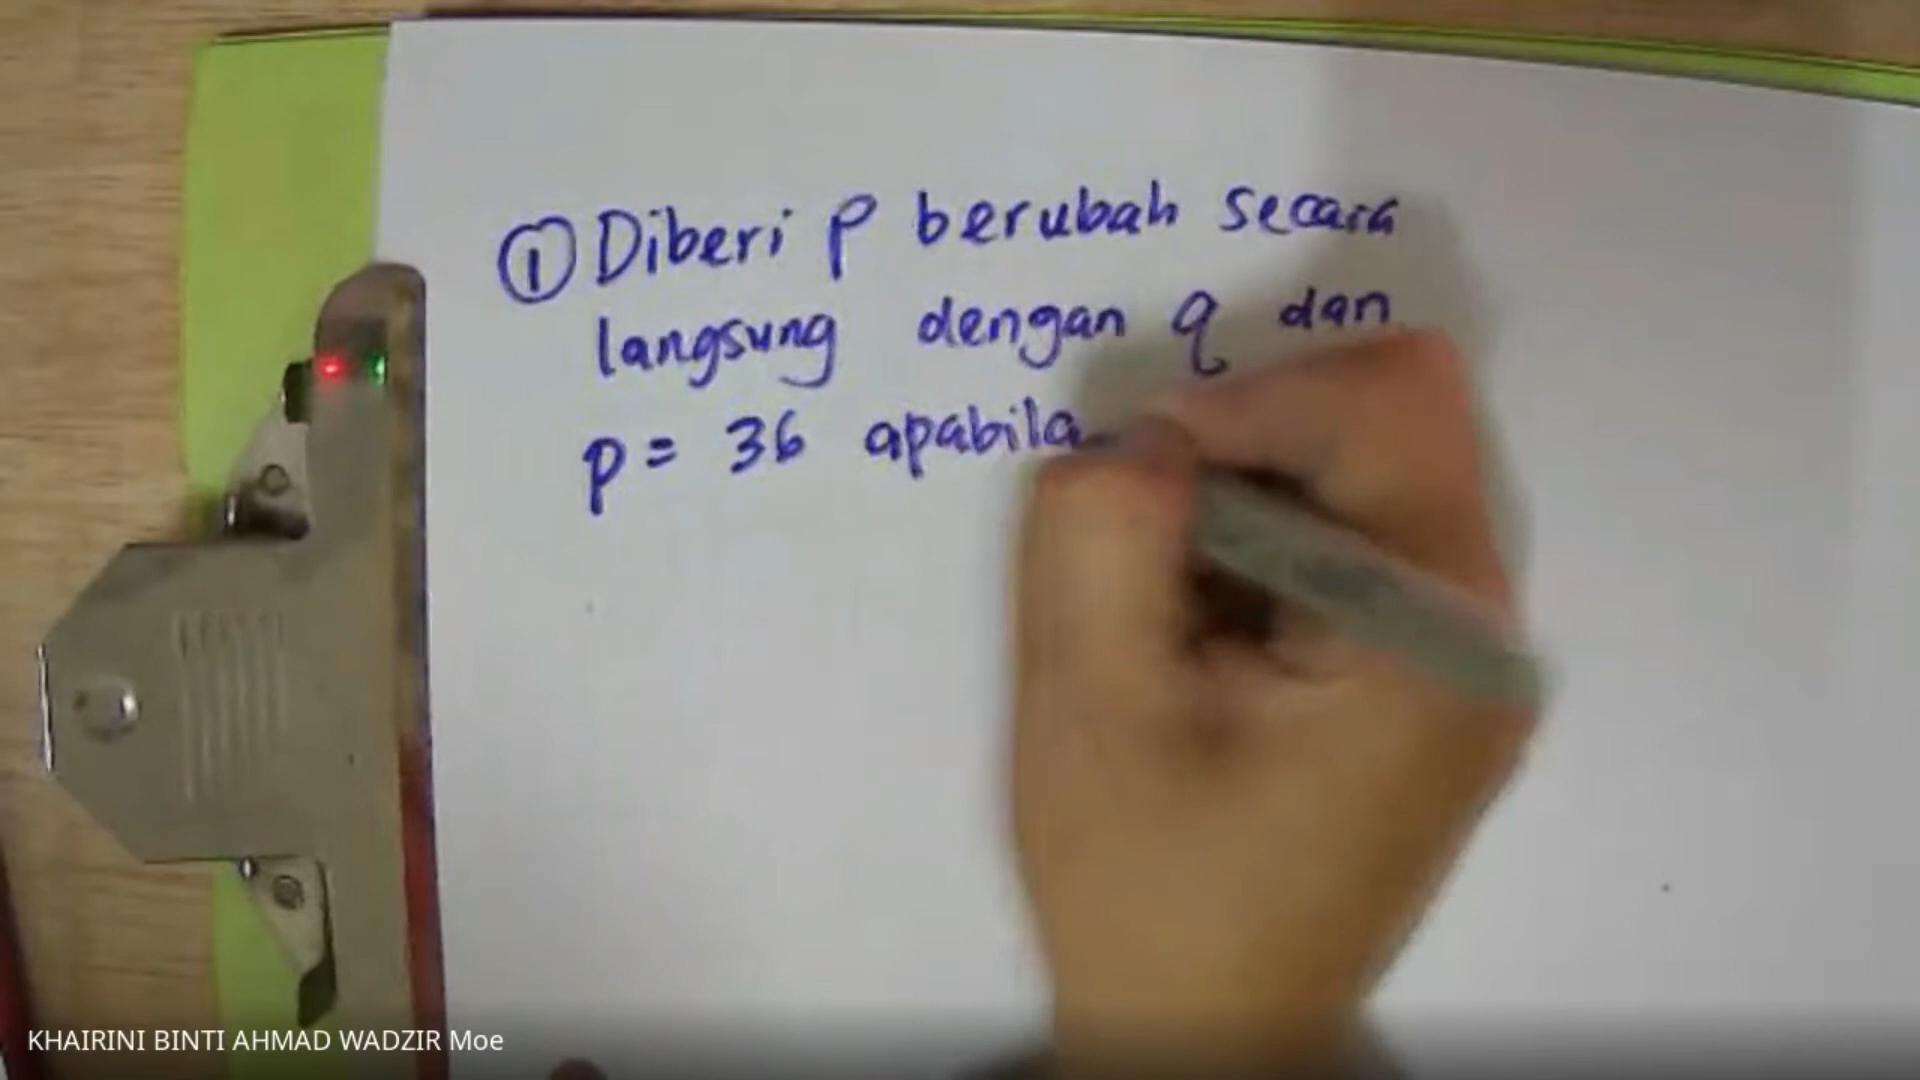 ① Diberi p berubah secara
langsung dengan q dan
p = 36 apabila
KHAIRINI BINTI AHMAD WADZIR Moe